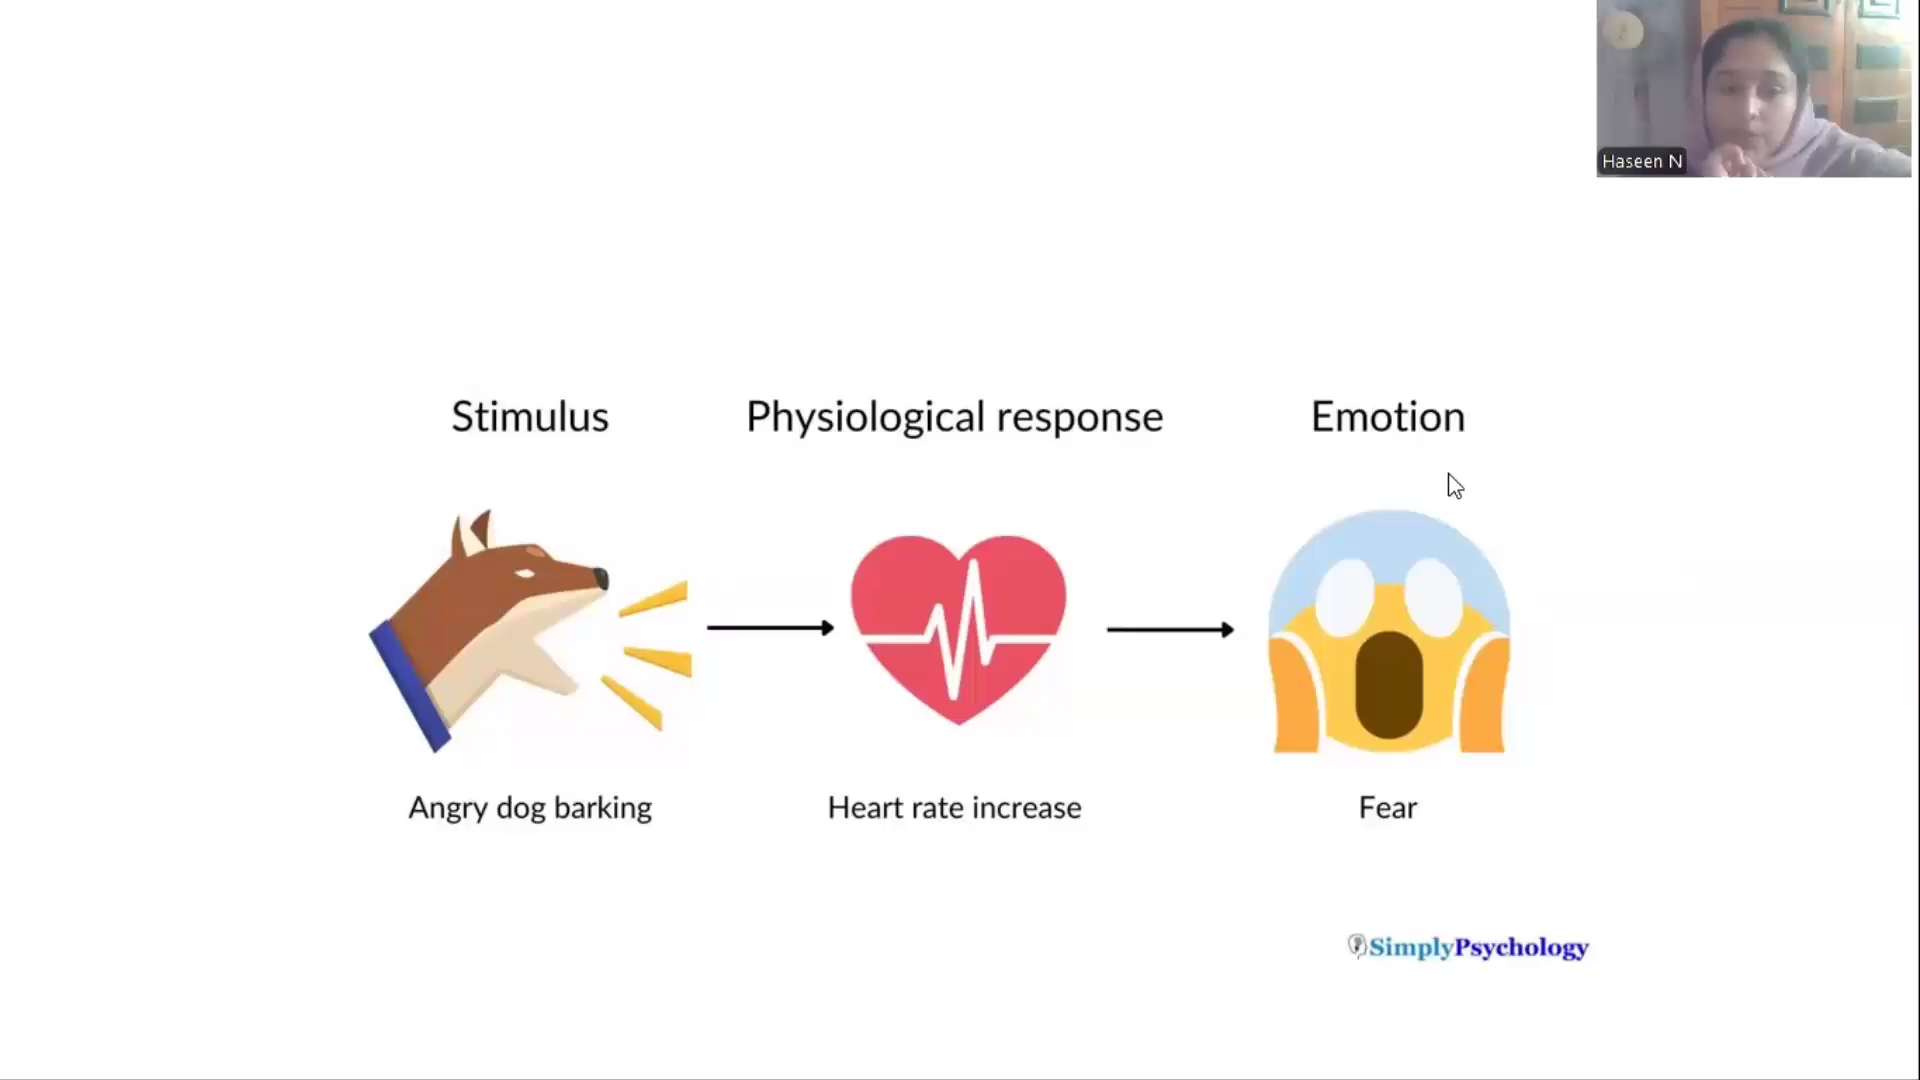 Haseen N
Stimulus
Physiological response
Emotion
Angry dog barking
Heart rate increase
Fear
SimplyPsychology